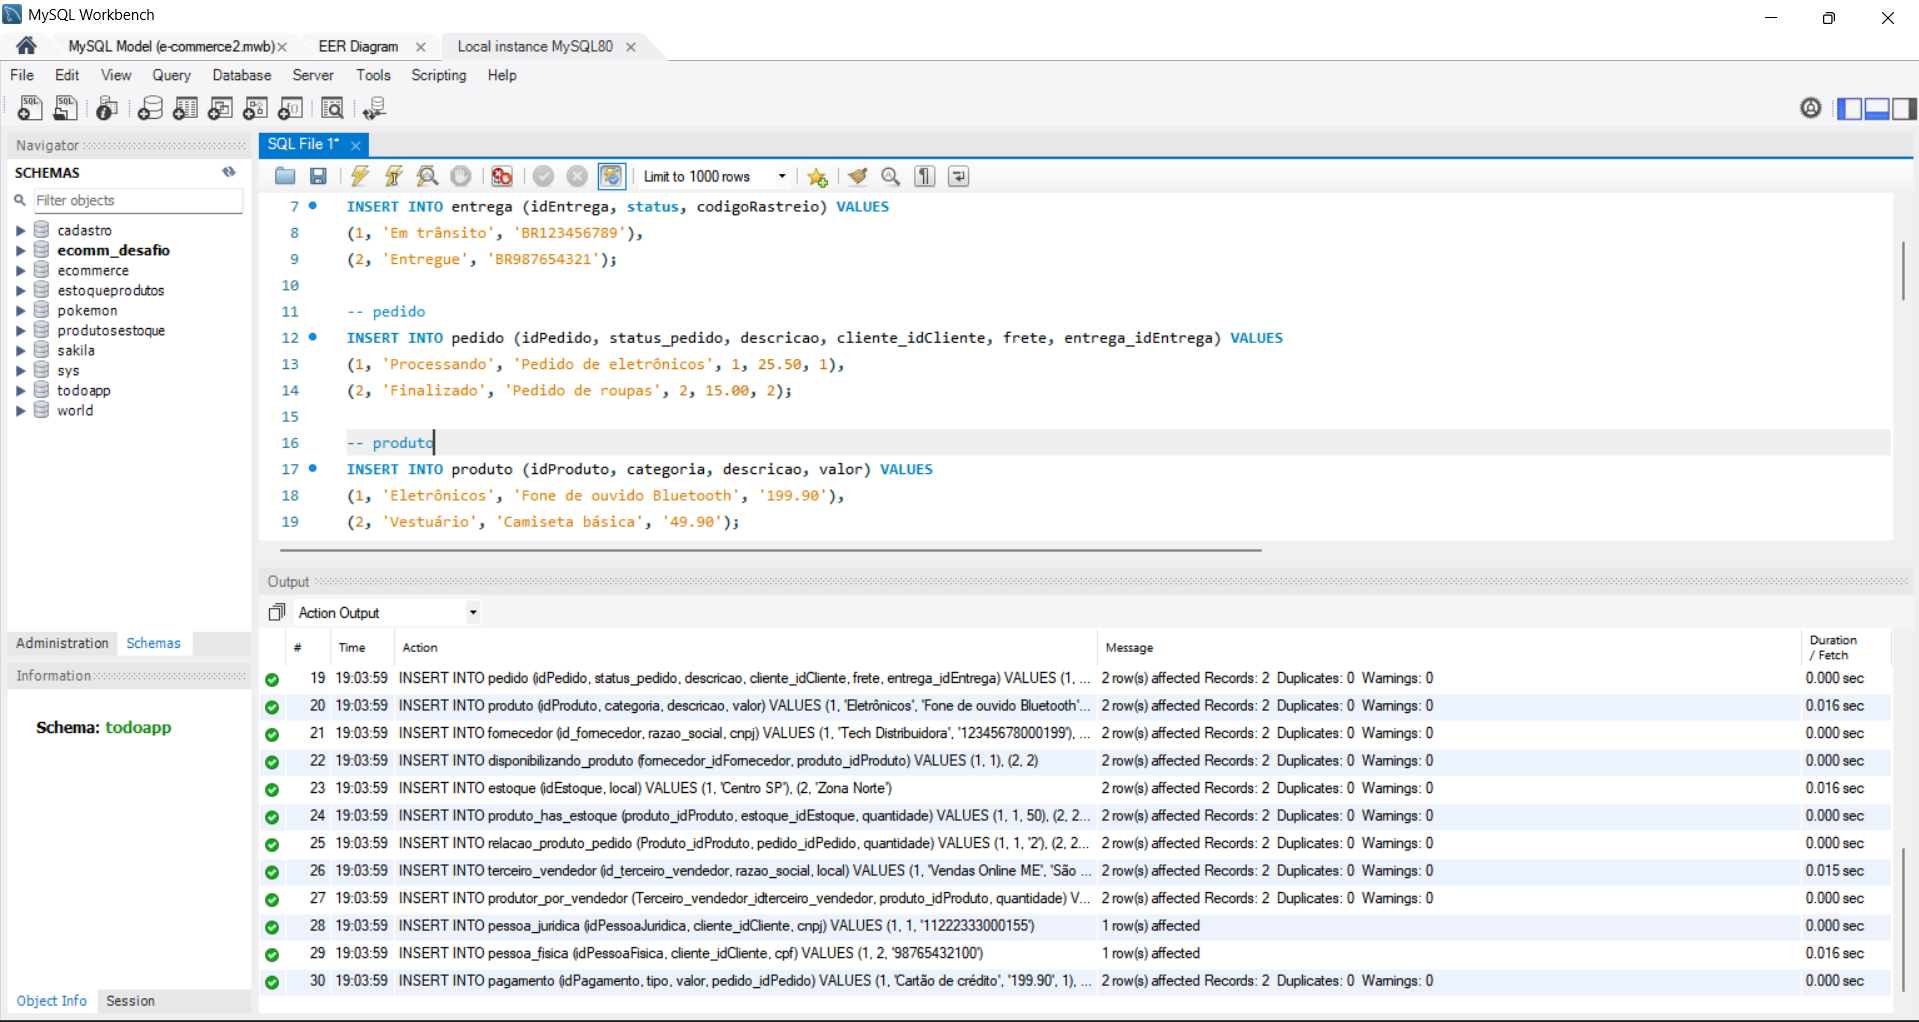 MySQL Workbench
MySQL Model (e-commerce2.mwb) × EER Diagram × Local instance MySQL80 ×
File Edit View Query Database Server Tools Scripting Help
Navigator
SQL File 1* ×
SCHEMAS
Limit to 1000 rows
Filter objects
cadastro
ecomm_desafio
ecommerce
estoqueprodutos
pokemon
produtosestoque
sakila
sys
todoapp
world
Administration Schemas
Information
Schema: todoapp
Object Info Session
7 INSERT INTO entrega (idEntrega, status, codigoRastreio) VALUES
8 (1, 'Em trânsito', 'BR123456789'),
9 (2, 'Entregue', 'BR987654321');
10
11 -- pedido
12 INSERT INTO pedido (idPedido, status_pedido, descricao, cliente_idCliente, frete, entrega_idEntrega) VALUES
13 (1, 'Processando', 'Pedido de eletrônicos', 1, 25.50, 1),
14 (2, 'Finalizado', 'Pedido de roupas', 2, 15.00, 2);
15
16 -- produto
17 INSERT INTO produto (idProduto, categoria, descricao, valor) VALUES
18 (1, 'Eletrônicos', 'Fone de ouvido Bluetooth', '199.90'),
19 (2, 'Vestuário', 'Camiseta básica', '49.90');
Output
Action Output
# Time Action Message Duration / Fetch
19 19:03:59 INSERT INTO pedido (idPedido, status_pedido, descricao, cliente_idCliente, frete, entrega_idEntrega) VALUES (1, ... 2 row(s) affected Records: 2 Duplicates: 0 Warnings: 0 0.000 sec
20 19:03:59 INSERT INTO produto (idProduto, categoria, descricao, valor) VALUES (1, 'Eletrônicos', 'Fone de ouvido Bluetooth'... 2 row(s) affected Records: 2 Duplicates: 0 Warnings: 0 0.016 sec
21 19:03:59 INSERT INTO fornecedor (id_fornecedor, razao_social, cnpj) VALUES (1, 'Tech Distribuidora', '12345678000199'), ... 2 row(s) affected Records: 2 Duplicates: 0 Warnings: 0 0.000 sec
22 19:03:59 INSERT INTO disponibilizando_produto (fornecedor_idFornecedor, produto_idProduto) VALUES (1, 1), (2, 2) 2 row(s) affected Records: 2 Duplicates: 0 Warnings: 0 0.000 sec
23 19:03:59 INSERT INTO estoque (idEstoque, local) VALUES (1, 'Centro SP'), (2, 'Zona Norte') 2 row(s) affected Records: 2 Duplicates: 0 Warnings: 0 0.016 sec
24 19:03:59 INSERT INTO produto_has_estoque (produto_idProduto, estoque_idEstoque, quantidade) VALUES (1, 1, 50), (2, 2... 2 row(s) affected Records: 2 Duplicates: 0 Warnings: 0 0.000 sec
25 19:03:59 INSERT INTO relacao_produto_pedido (Produto_idProduto, pedido_idPedido, quantidade) VALUES (1, 1, '2'), (2, 2... 2 row(s) affected Records: 2 Duplicates: 0 Warnings: 0 0.000 sec
26 19:03:59 INSERT INTO terceiro_vendedor (id_terceiro_vendedor, razao_social, local) VALUES (1, 'Vendas Online ME', 'São ... 2 row(s) affected Records: 2 Duplicates: 0 Warnings: 0 0.015 sec
27 19:03:59 INSERT INTO produtor_por_vendedor (Terceiro_vendedor_idterceiro_vendedor, produto_idProduto, quantidade) V... 2 row(s) affected Records: 2 Duplicates: 0 Warnings: 0 0.000 sec
28 19:03:59 INSERT INTO pessoa_juridica (idPessoaJuridica, cliente_idCliente, cnpj) VALUES (1, 1, '11222333000155') 1 row(s) affected 0.000 sec
29 19:03:59 INSERT INTO pessoa_fisica (idPessoaFisica, cliente_idCliente, cpf) VALUES (1, 2, '98765432100') 1 row(s) affected 0.016 sec
30 19:03:59 INSERT INTO pagamento (idPagamento, tipo, valor, pedido_idPedido) VALUES (1, 'Cartão de crédito', '199.90', 1), ... 2 row(s) affected Records: 2 Duplicates: 0 Warnings: 0 0.000 sec